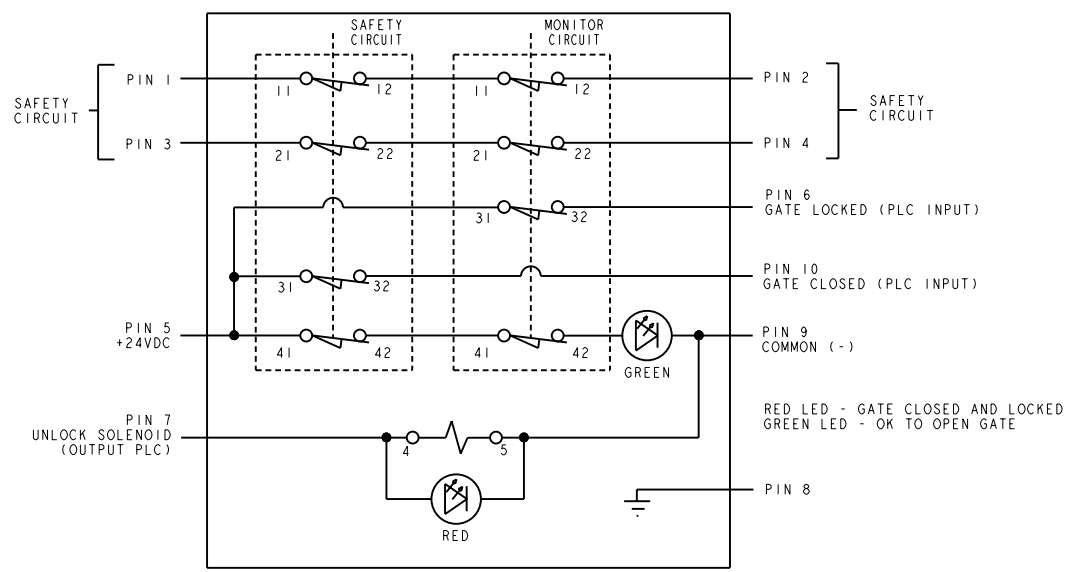 SAFETY
CIRCUIT
MONITOR
CIRCUIT
SAFETY
CIRCUIT
PIN 1
11
12
11
12
PIN 2
SAFETY
CIRCUIT
PIN 3
21
22
21
22
PIN 4
31
32
PIN 6
GATE LOCKED (PLC INPUT)
31
32
PIN 10
GATE CLOSED (PLC INPUT)
PIN 5
+24VDC
41
42
41
42
GREEN
PIN 9
COMMON (-)
RED LED - GATE CLOSED AND LOCKED
GREEN LED - OK TO OPEN GATE
PIN 7
UNLOCK SOLENOID
(OUTPUT PLC)
4
5
RED
PIN 8